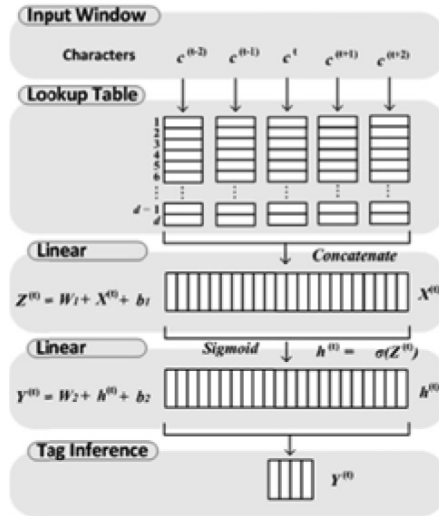 Input Window
Characters c(t-2) c(t-1) ct c(t+1) c(t+2)
Lookup Table
1
2
3
4
5
6
d - 1
d
Concatenate
Linear
Z(t) = W1 + X(t) + b1 X(t)
Sigmoid h(t) = σ(Z(t))
Linear
Y(t) = W2 + h(t) + b2 h(t)
Tag Inference
Y(t)